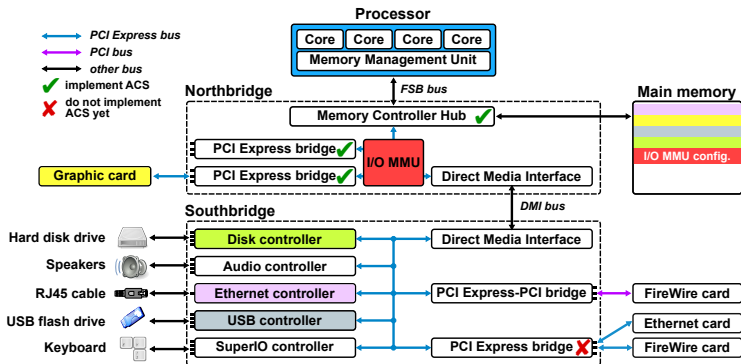 Processor
Core Core Core Core
Memory Management Unit
PCI Express bus
PCI bus
other bus
implement ACS
do not implement
ACS yet
FSB bus
Northbridge
Main memory
Memory Controller Hub
PCI Express bridge
I/O MMU
I/O MMU config.
Graphic card
PCI Express bridge
Direct Media Interface
DMI bus
Southbridge
Hard disk drive
Disk controller
Direct Media Interface
Speakers
Audio controller
RJ45 cable
Ethernet controller
PCI Express-PCI bridge
FireWire card
USB flash drive
USB controller
Ethernet card
Keyboard
SuperIO controller
PCI Express bridge
FireWire card